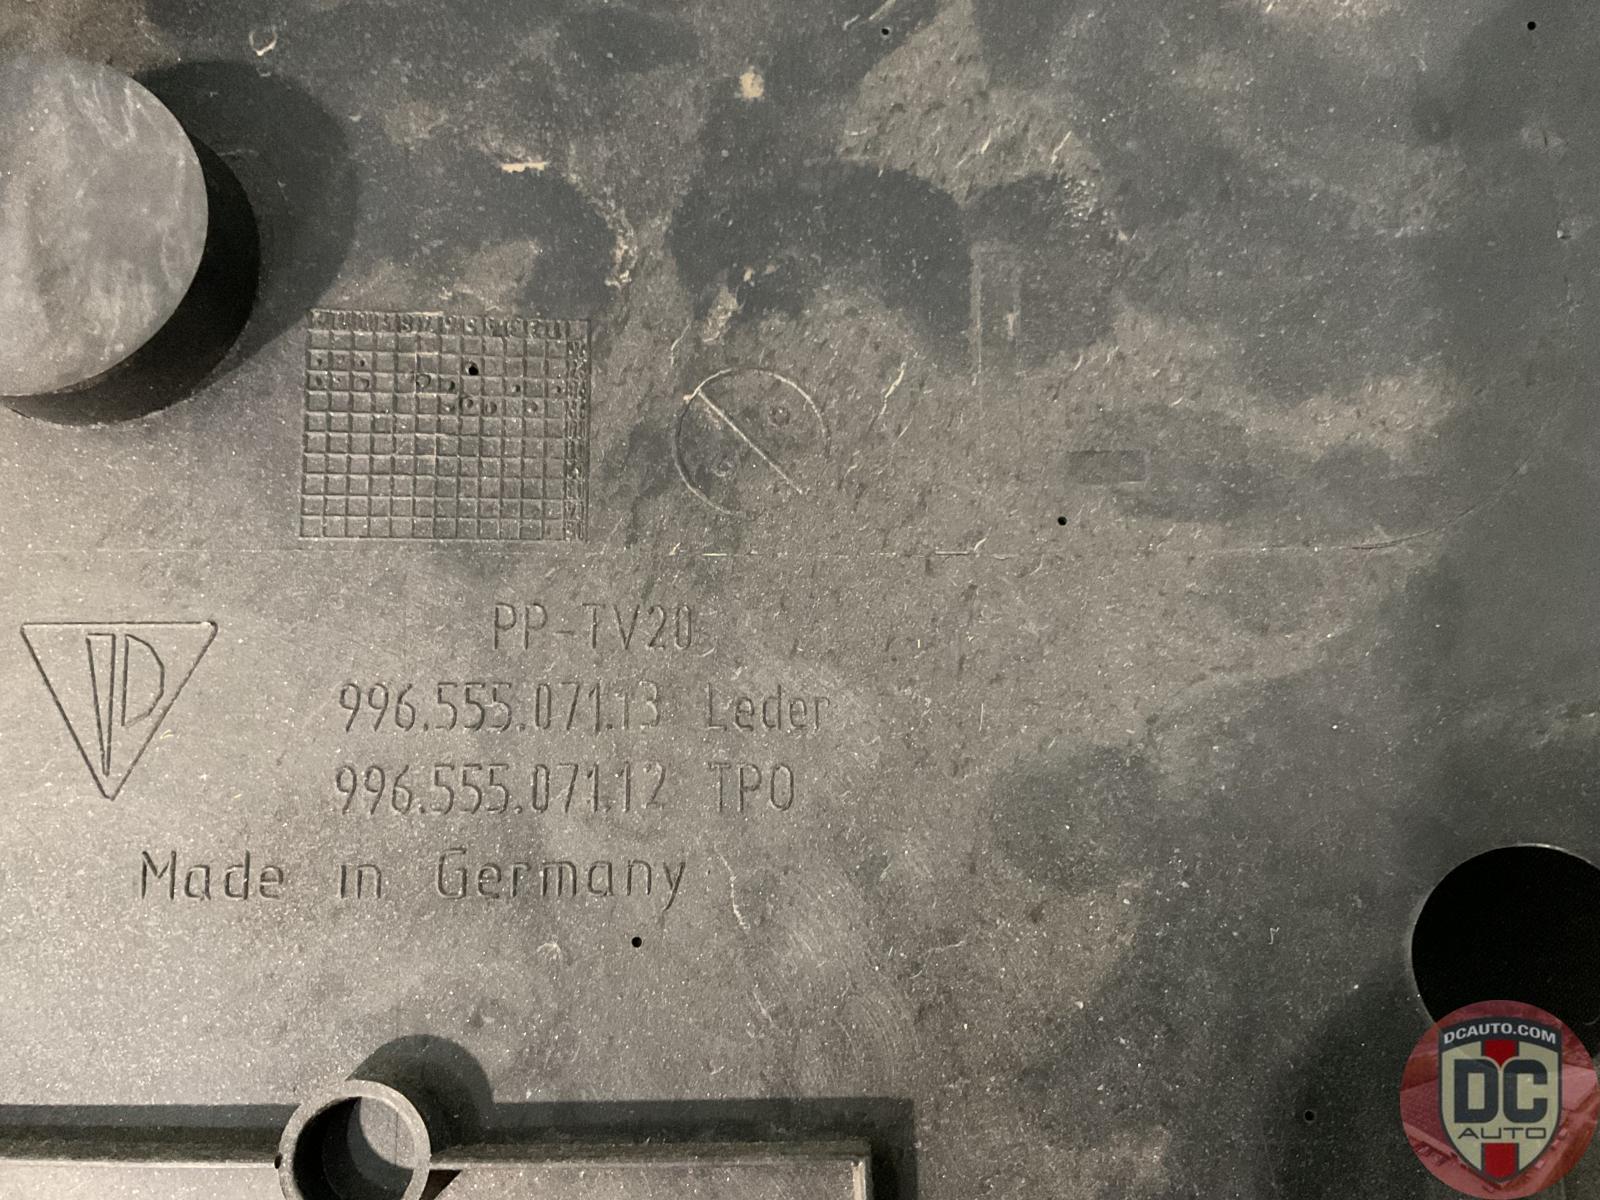 PP-TV20
996.555.071.13 Leder
996.555.071.12 TPO
Made in Germany
DCAUTO.COM
DC
AUTO